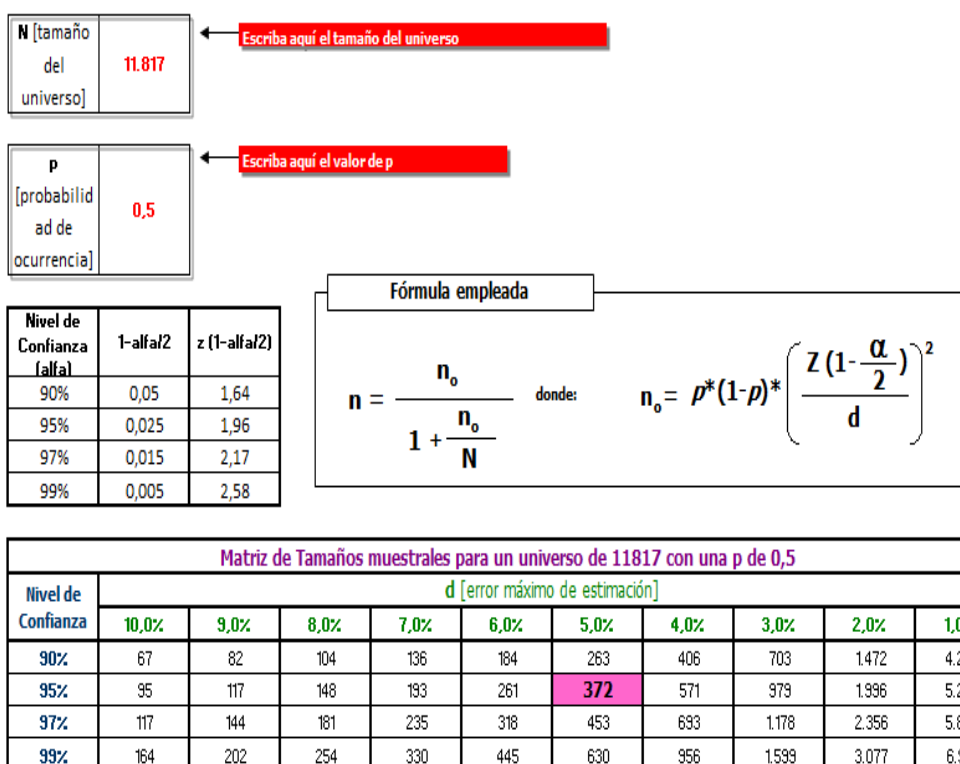 N [tamaño
del
universo]
11.817
Escriba aquí el tamaño del universo
p
[probabilid
ad de
ocurrencia]
0,5
Escriba aquí el valor de p
Fórmula empleada
n = n₀ / (1 + n₀/N) donde: n₀ = p*(1-p)* (Z (1- α/2) / d)²
Nivel de Confianza (alfa) 1-alfa/2 z (1-alfa/2)
90% 0,05 1,64
95% 0,025 1,96
97% 0,015 2,17
99% 0,005 2,58
Matriz de Tamaños muestrales para un universo de 11817 con una p de 0,5
Nivel de Confianza
d [error máximo de estimación]
10,0% 9,0% 8,0% 7,0% 6,0% 5,0% 4,0% 3,0% 2,0%
90% 67 82 104 136 184 263 406 703 1.472
95% 95 117 148 193 261 372 571 979 1.996
97% 117 144 181 235 318 453 693 1.178 2.356
99% 164 202 254 330 445 630 956 1.599 3.077